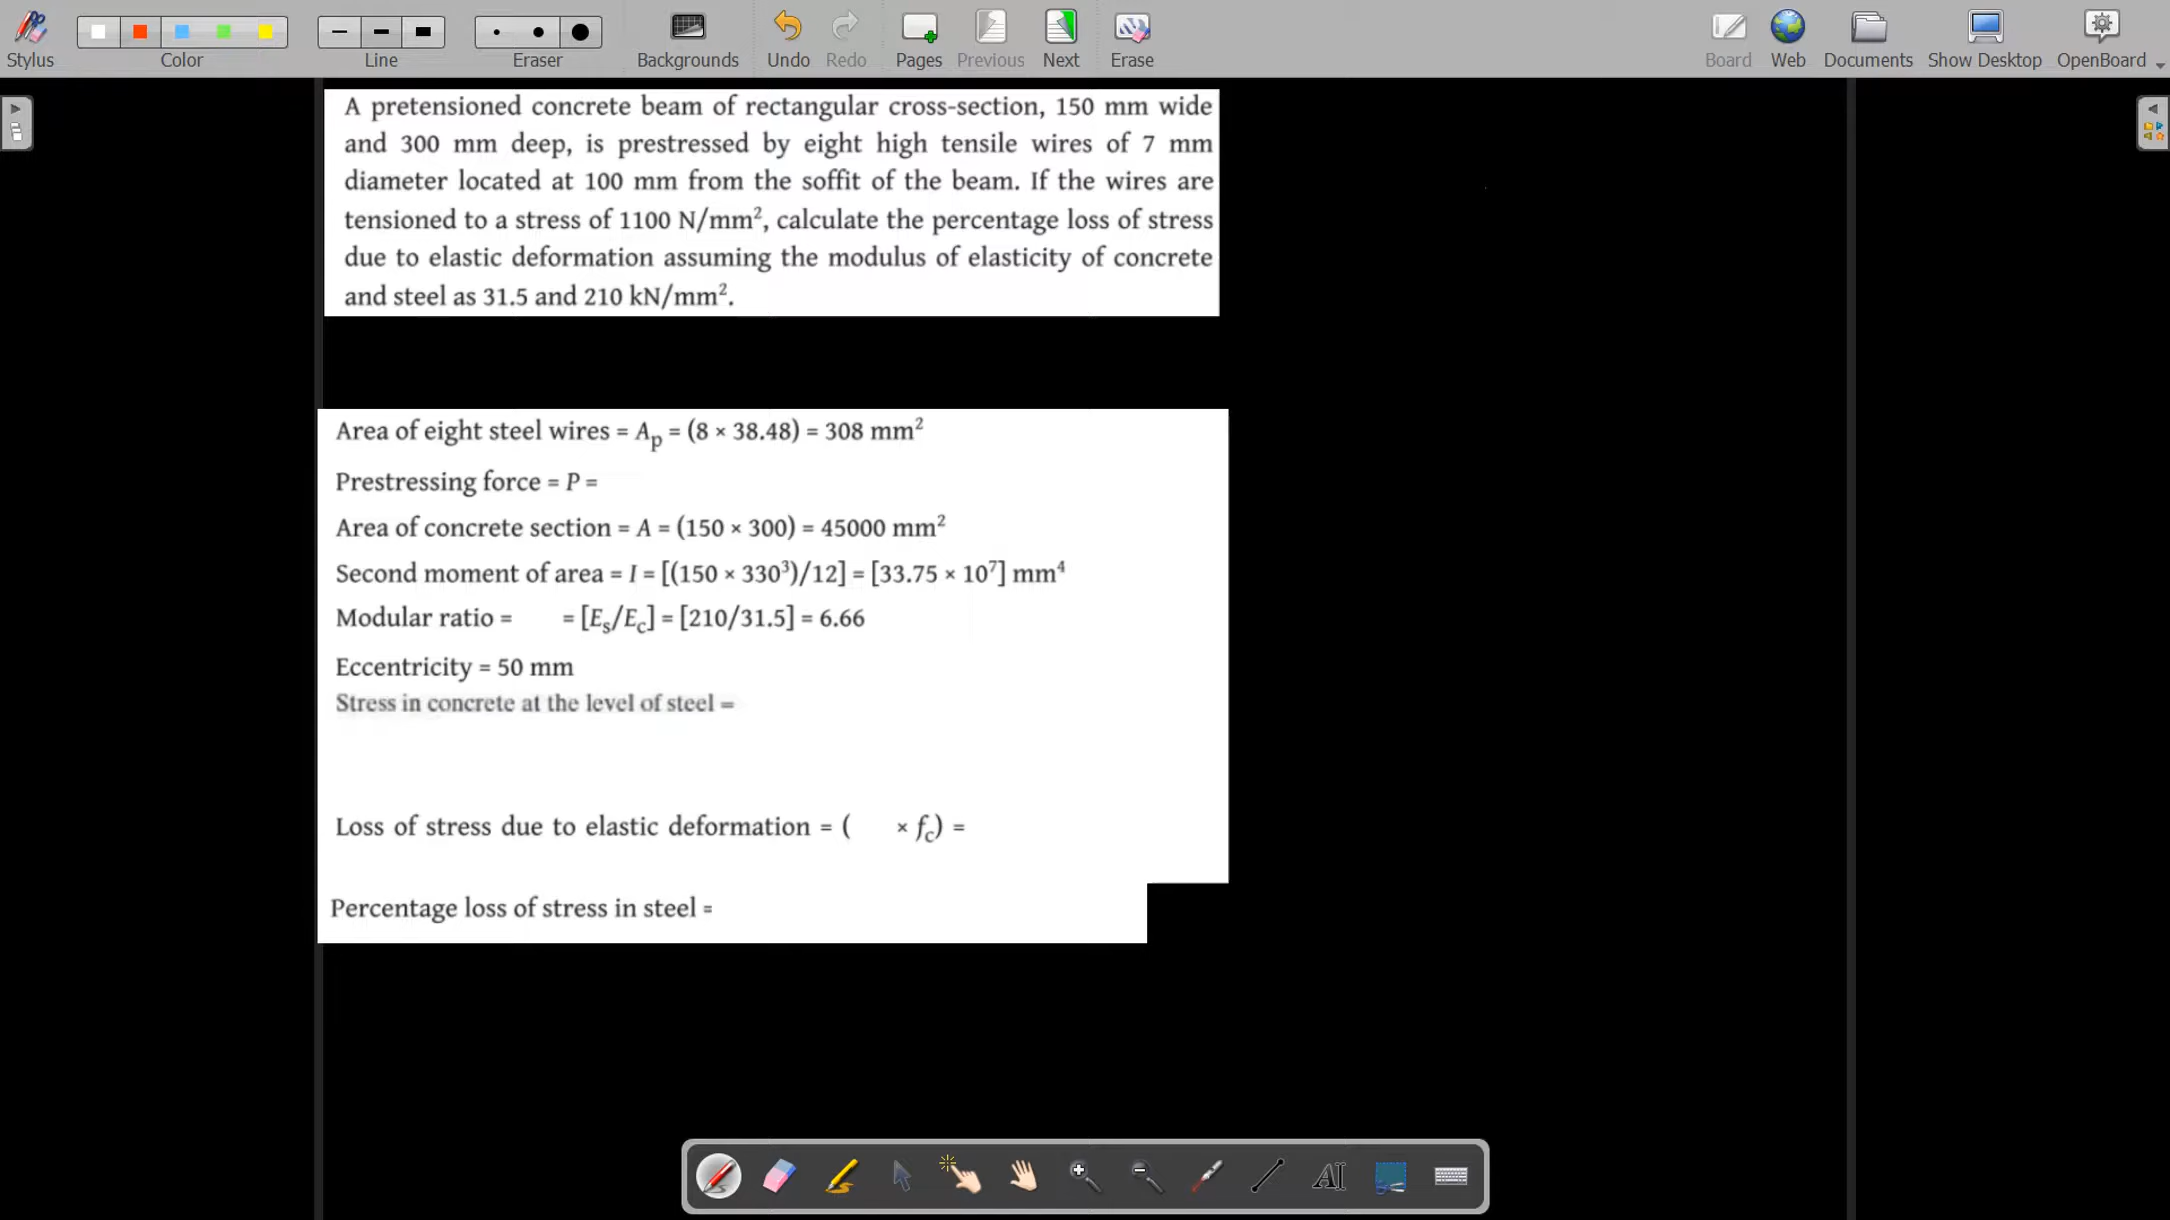 Stylus Color Line Eraser Backgrounds Undo Redo Pages Previous Next Erase Board Web Documents Show Desktop OpenBoard
A pretensioned concrete beam of rectangular cross-section, 150 mm wide
and 300 mm deep, is prestressed by eight high tensile wires of 7 mm
diameter located at 100 mm from the soffit of the beam. If the wires are
tensioned to a stress of 1100 N/mm², calculate the percentage loss of stress
due to elastic deformation assuming the modulus of elasticity of concrete
and steel as 31.5 and 210 kN/mm².
Area of eight steel wires = Aₚ = (8 × 38.48) = 308 mm²
Prestressing force = P =
Area of concrete section = A = (150 × 300) = 45000 mm²
Second moment of area = I = [(150 × 330³)/12] = [33.75 × 10⁷] mm⁴
Modular ratio = = [Es/Ec] = [210/31.5] = 6.66
Eccentricity = 50 mm
Stress in concrete at the level of steel =
Loss of stress due to elastic deformation = ( × fc) =
Percentage loss of stress in steel =
AI